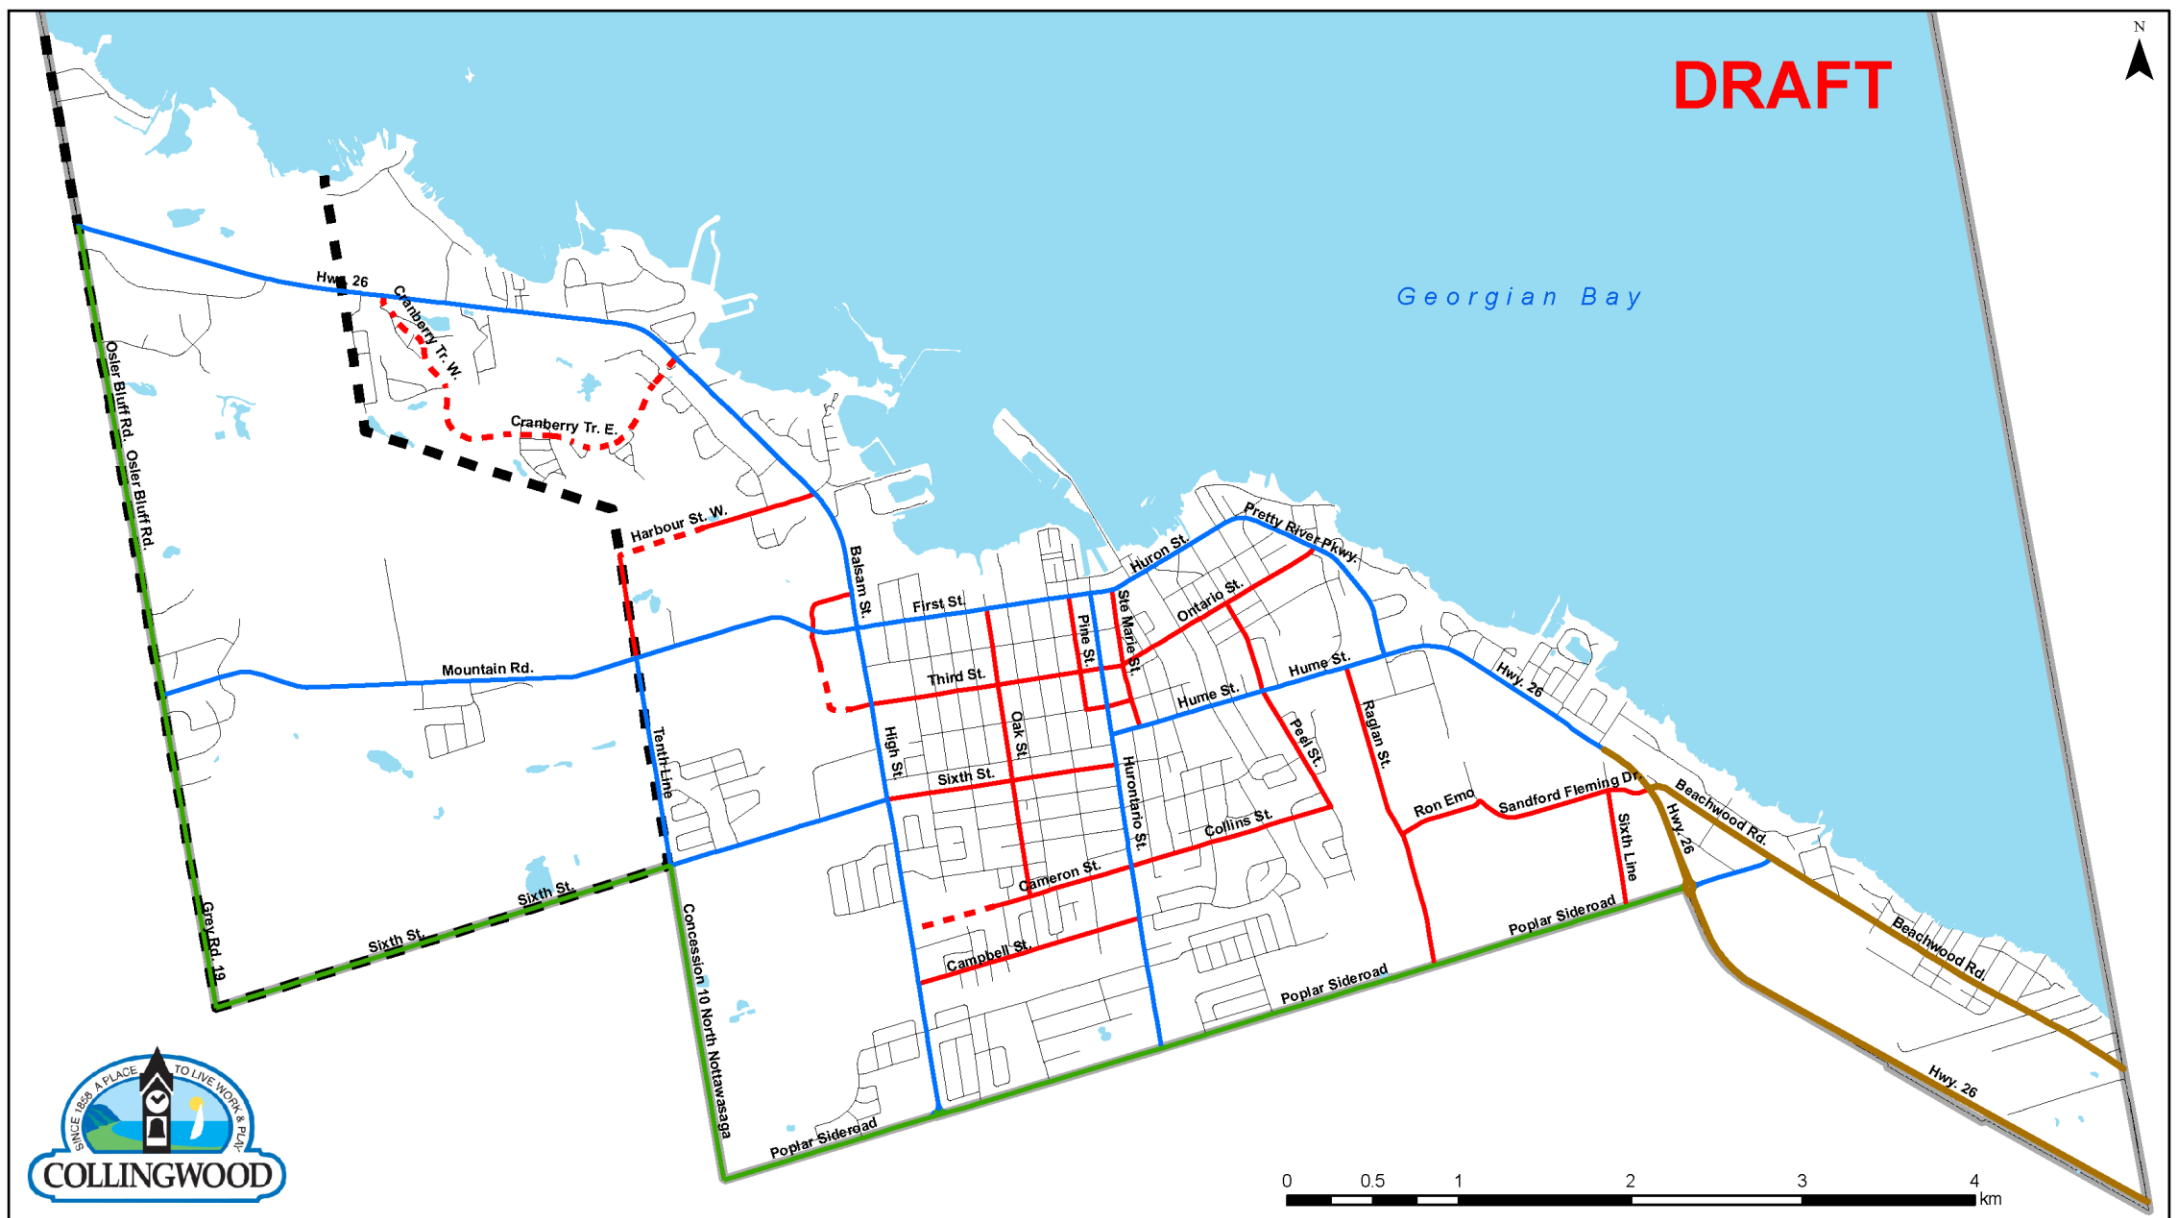 N
DRAFT
Georgian Bay
Hwy. 26
Cranberry Tr. W.
Osler Bluff Rd.
Cranberry Tr. E.
Osler Bluff Rd.
Harbour St. W.
Balsam St.
Huron St.
Pretty River Pkwy.
First St.
Pine St.
Ste Marie St.
Ontario St.
Mountain Rd.
Third St.
Hume St.
Hume St.
Hwy. 26
Tenth Line
High St.
Oak St.
Peel St.
Raglan St.
Sixth St.
Hurontario St.
Collins St.
Ron Emo
Sandford Fleming Dr.
Sixth Line
Hwy. 26
Beachwood Rd.
Cameron St.
Sixth St.
Sixth St.
Grey Rd. 19
Concession 10 North Nottawasaga
Campbell St.
Poplar Sideroad
Poplar Sideroad
Poplar Sideroad
Beachwood Rd.
Hwy. 26
SINCE 1858 A PLACE TO LIVE WORK & PLAY
COLLINGWOOD
0 0.5 1 2 3 4
km